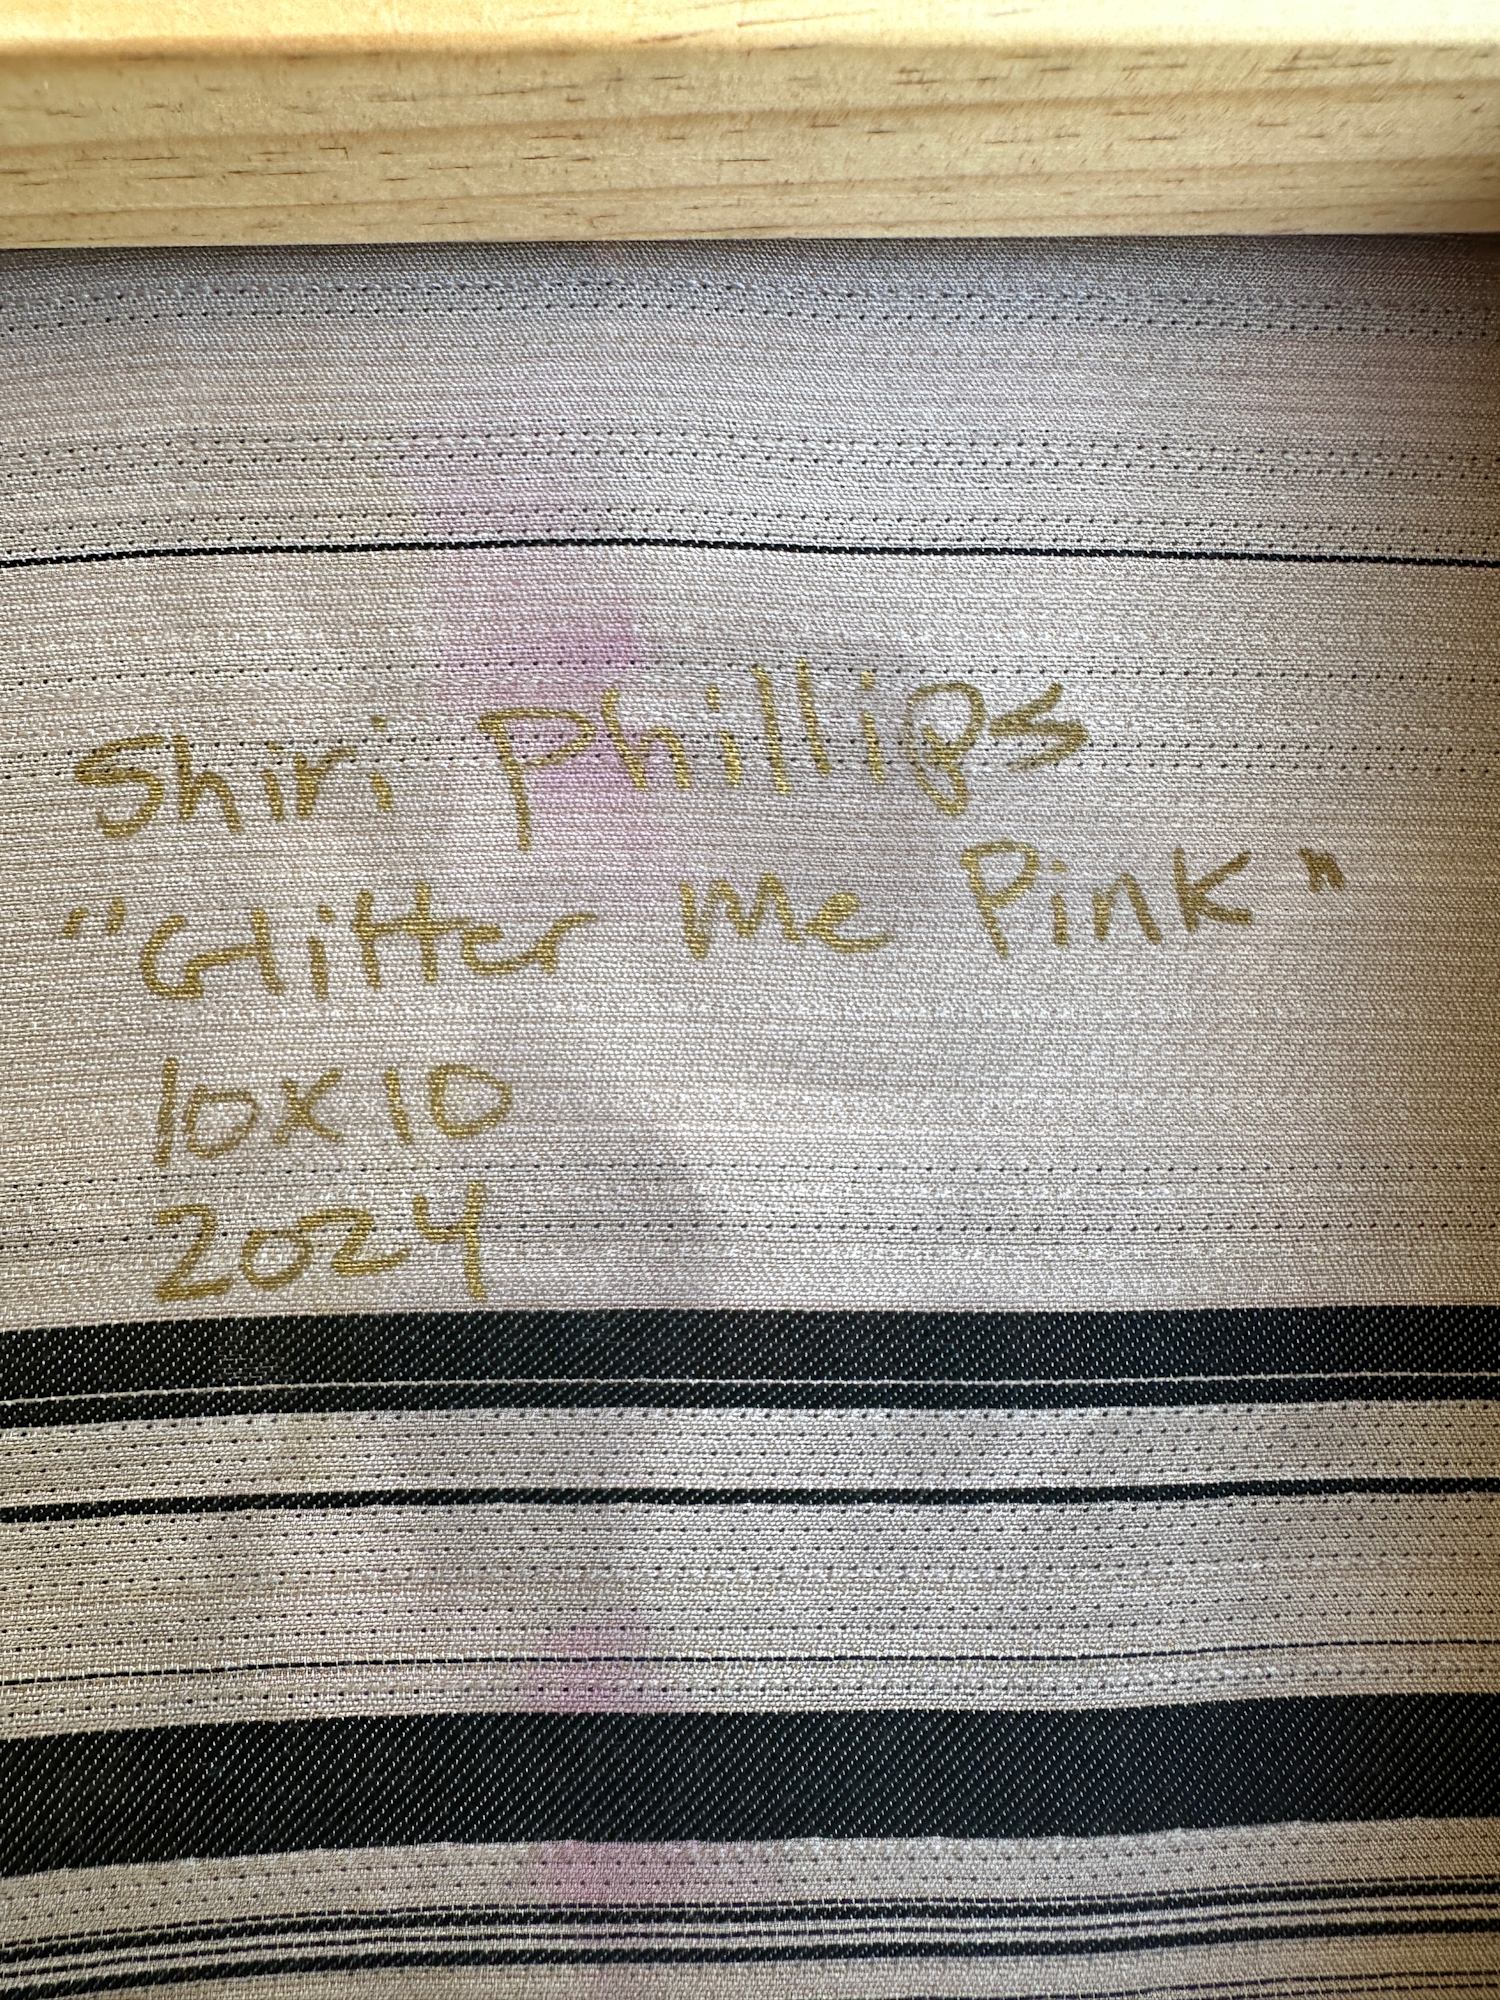 Shiri Phillips
"Glitter Me Pink"
10x10
2024